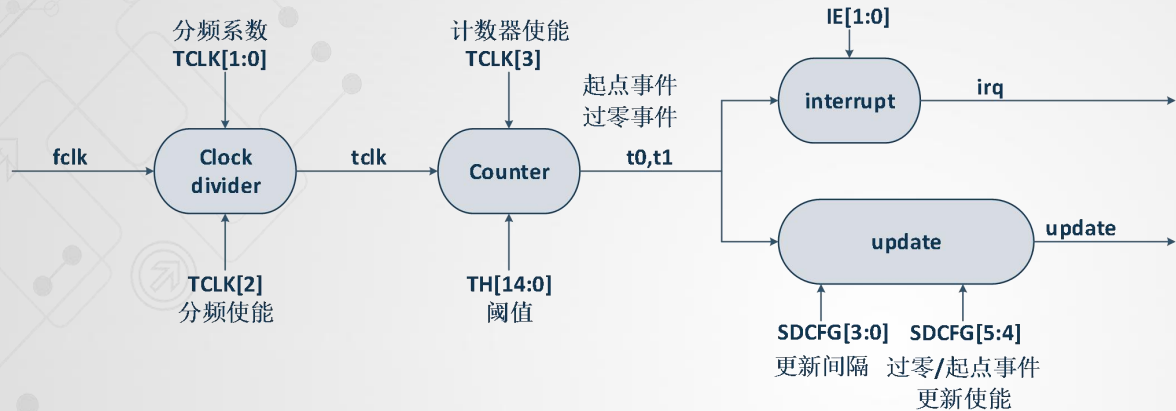 分频系数
TCLK[1:0]
计数器使能
TCLK[3]
IE[1:0]
起点事件
过零事件
interrupt
irq
fclk
Clock
divider
tclk
Counter
t0,t1
update
update
TCLK[2]
分频使能
TH[14:0]
阈值
SDCFG[3:0]
更新间隔
SDCFG[5:4]
过零/起点事件
更新使能